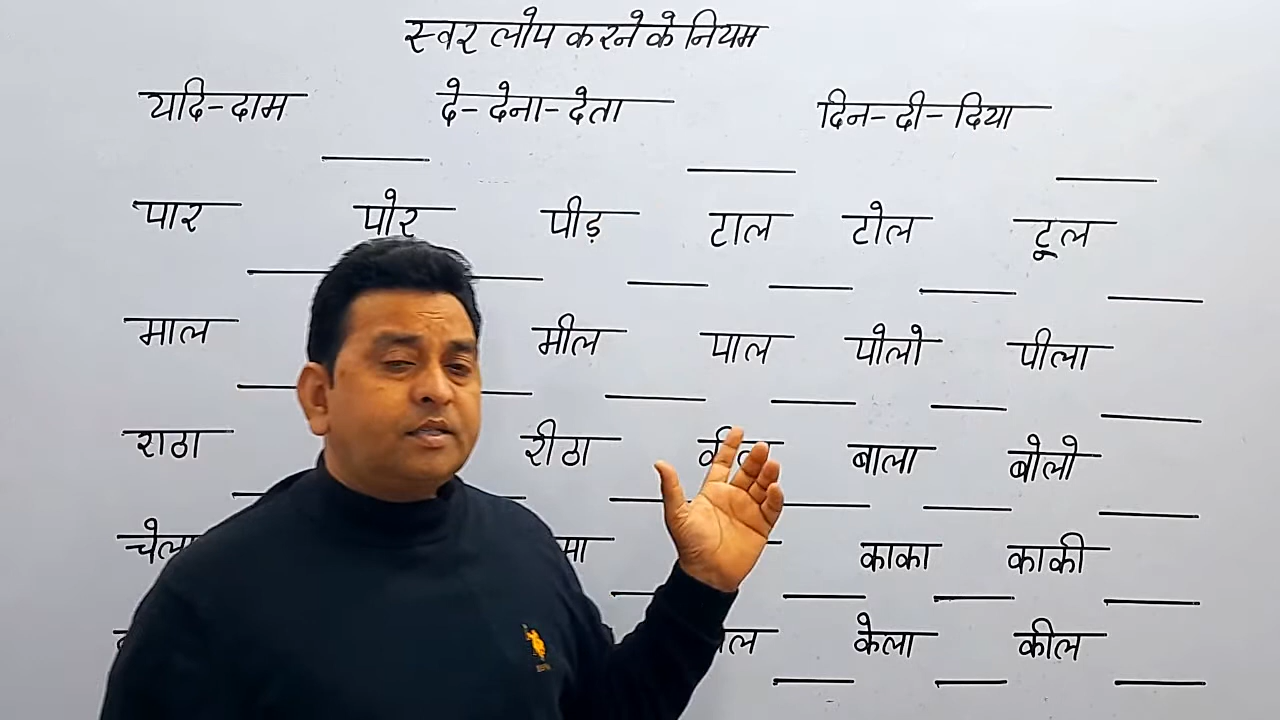 स्वर लोप करने के नियम
यदि-दाम दे-देना-देता दिन-दी-दिया
पार पोर पीड़ टाल टोल टूल
माल मील पाल पोलो पीला
राठा रीठा बाला बोलो
काका काकी
केला कील